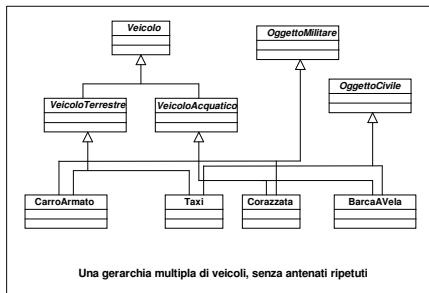 Veicolo
OggettoMilitare
OggettoCivile
VeicoloTerrestre
VeicoloAcquatico
CarroArmato
Taxi
Corazzata
BarcaAVela
Una gerarchia multipla di veicoli, senza antenati ripetuti